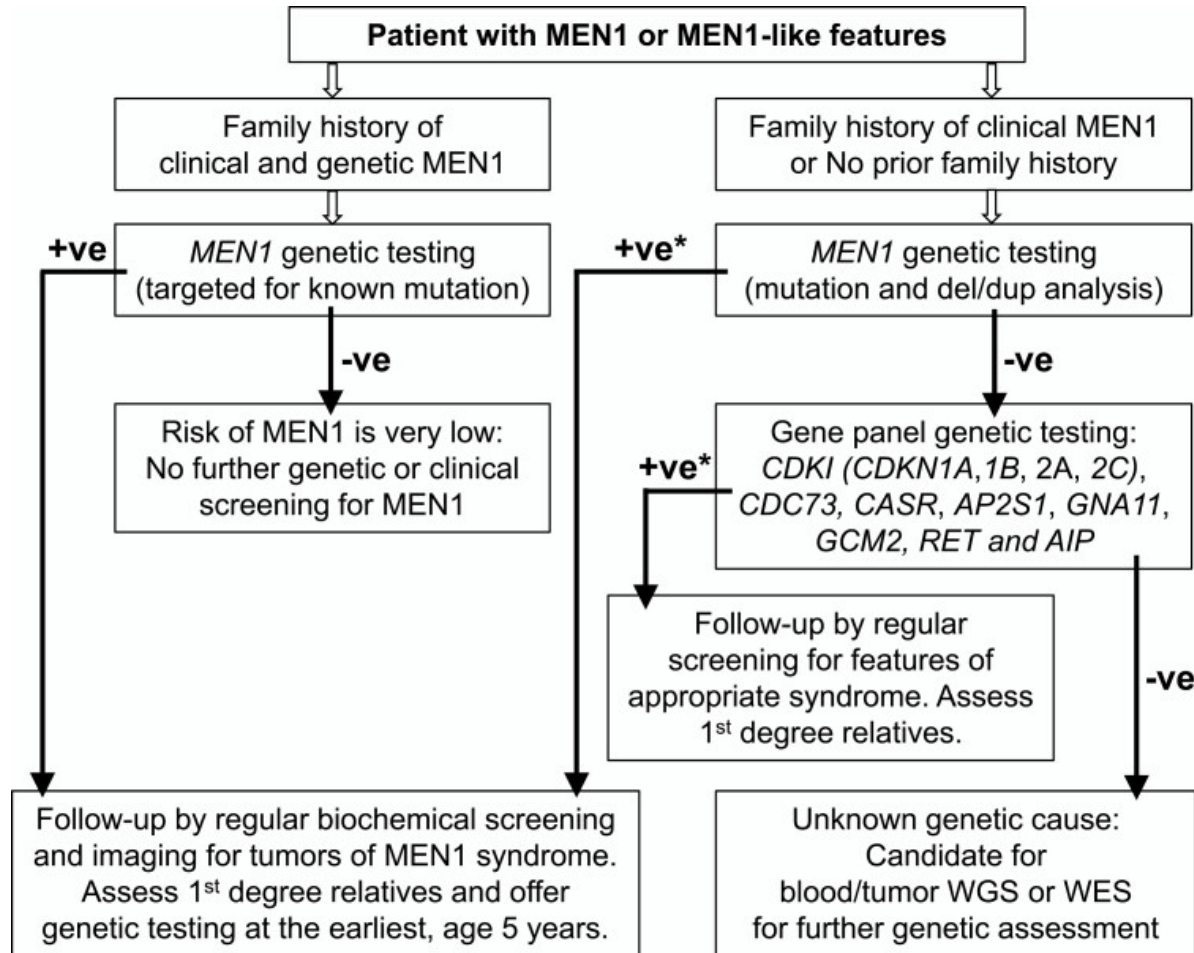 Patient with MEN1 or MEN1-like features
Family history of
clinical and genetic MEN1
Family history of clinical MEN1
or No prior family history
+ve
MEN1 genetic testing
(targeted for known mutation)
+ve*
MEN1 genetic testing
(mutation and del/dup analysis)
-ve
-ve
Risk of MEN1 is very low:
No further genetic or clinical
screening for MEN1
+ve*
Gene panel genetic testing:
CDKI (CDKN1A,1B, 2A, 2C),
CDC73, CASR, AP2S1, GNA11,
GCM2, RET and AIP
Follow-up by regular
screening for features of
appropriate syndrome. Assess
1st degree relatives.
-ve
Follow-up by regular biochemical screening
and imaging for tumors of MEN1 syndrome.
Assess 1st degree relatives and offer
genetic testing at the earliest, age 5 years.
Unknown genetic cause:
Candidate for
blood/tumor WGS or WES
for further genetic assessment